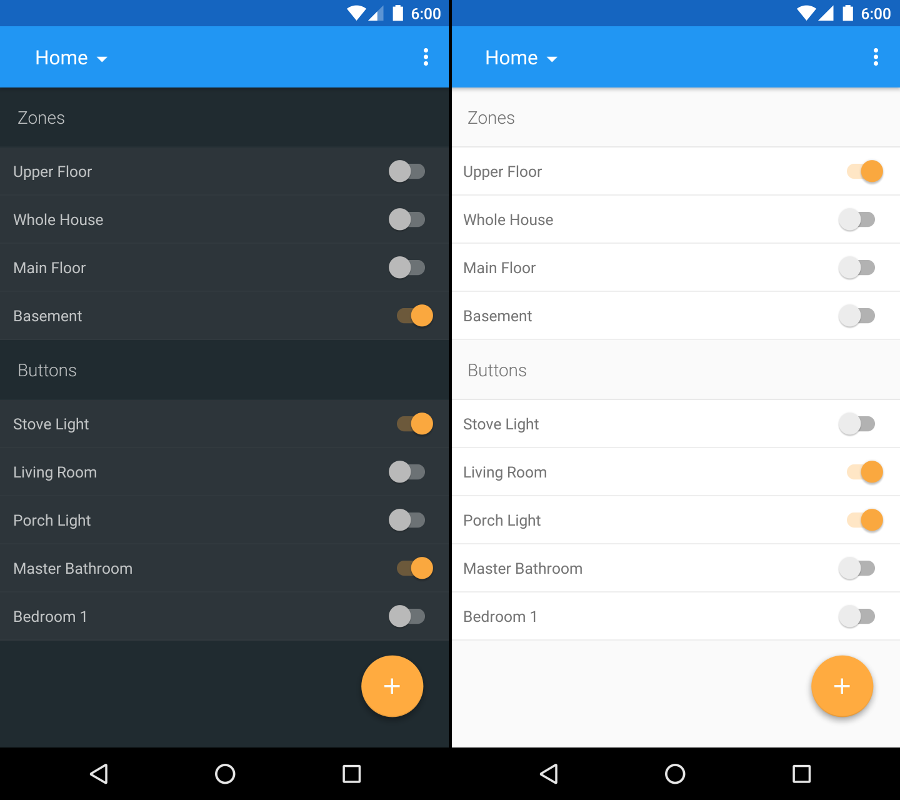 6:00
Home
Zones
Upper Floor
Whole House
Main Floor
Basement
Buttons
Stove Light
Living Room
Porch Light
Master Bathroom
Bedroom 1
6:00
Home
Zones
Upper Floor
Whole House
Main Floor
Basement
Buttons
Stove Light
Living Room
Porch Light
Master Bathroom
Bedroom 1